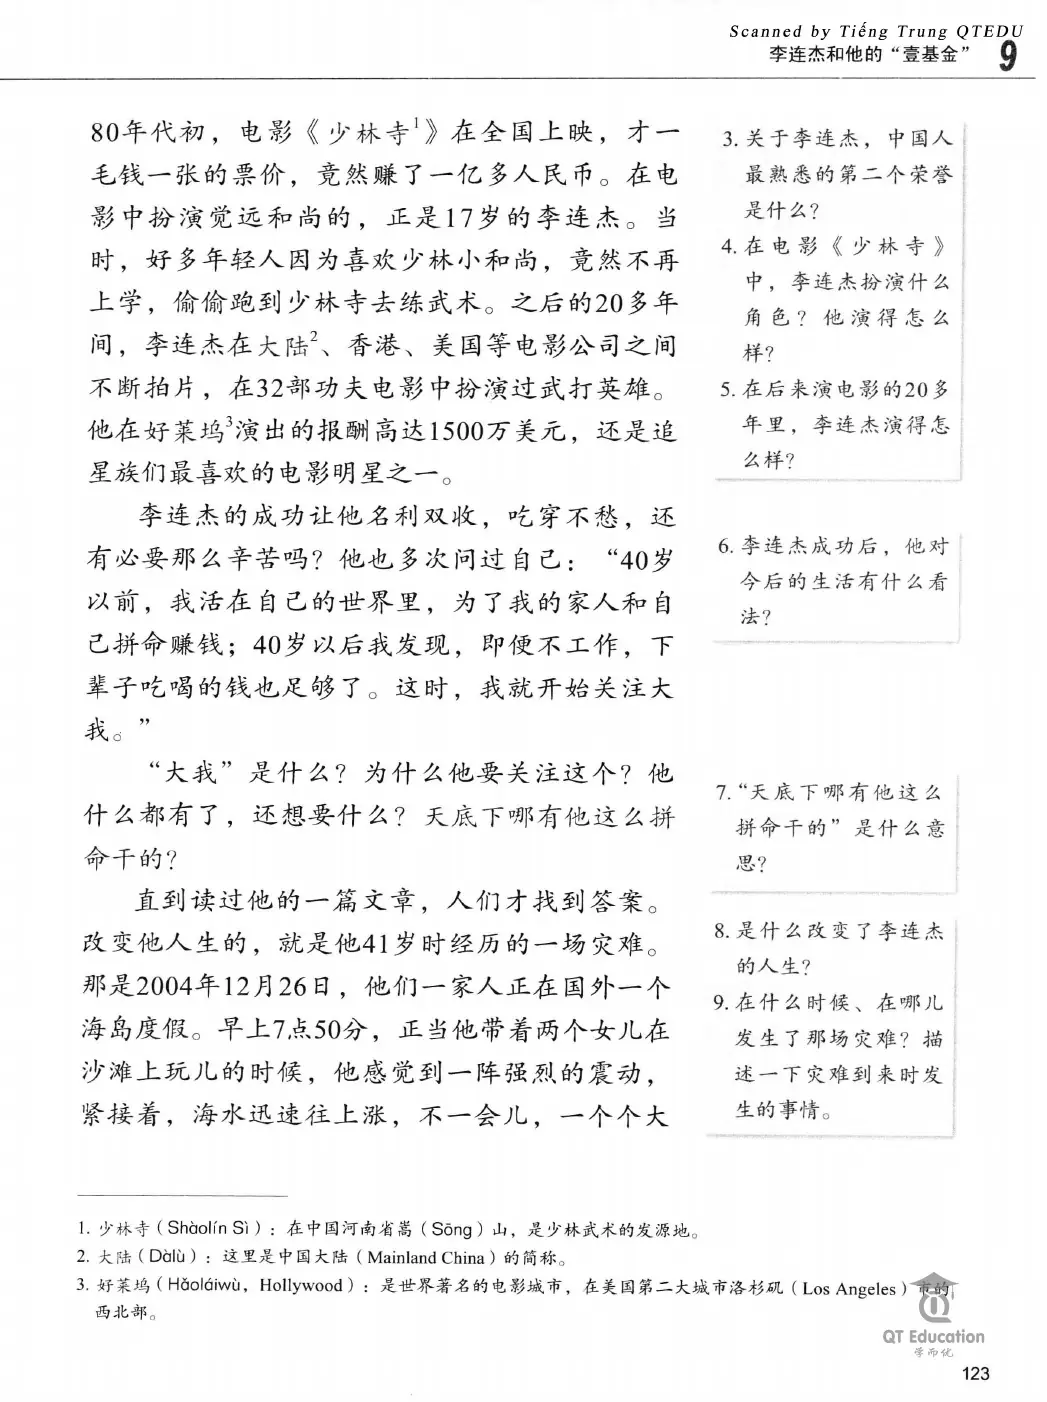 Scanned by Tiếng Trung QTEDU
李连杰和他的“壹基金” 9
80年代初，电影《少林寺1》在全国上映，才一
毛钱一张的票价，竟然赚了一亿多人民币。在电
影中扮演觉远和尚的，正是17岁的李连杰。当
时，好多年轻人因为喜欢少林小和尚，竟然不再
上学，偷偷跑到少林寺去练武术。之后的20多年
间，李连杰在大陆2、香港、美国等电影公司之间
不断拍片，在32部功夫电影中扮演过武打英雄。
他在好莱坞3演出的报酬高达1500万美元，还是追
星族们最喜欢的电影明星之一。
李连杰的成功让他名利双收，吃穿不愁，还
有必要那么辛苦吗？他也多次问过自己：“40岁
以前，我活在自己的世界里，为了我的家人和自
己拼命赚钱；40岁以后我发现，即便不工作，下
辈子吃喝的钱也足够了。这时，我就开始关注大
我。”
“大我”是什么？为什么他要关注这个？他
什么都有了，还想要什么？天底下哪有他这么拼
命干的？
直到读过他的一篇文章，人们才找到答案。
改变他人生的，就是他41岁时经历的一场灾难。
那是2004年12月26日，他们一家人正在国外一个
海岛度假。早上7点50分，正当他带着两个女儿在
沙滩上玩儿的时候，他感觉到一阵强烈的震动，
紧接着，海水迅速往上涨，不一会儿，一个个大
3. 关于李连杰，中国人
最熟悉的第二个荣誉
是什么？
4. 在电影《少林寺》
中，李连杰扮演什么
角色？他演得怎么
样？
5. 在后来演电影的20多
年里，李连杰演得怎
么样？
6. 李连杰成功后，他对
今后的生活有什么看
法？
7. “天底下哪有他这么
拼命干的”是什么意
思？
8. 是什么改变了李连杰
的人生？
9. 在什么时候、在哪儿
发生了那场灾难？描
述一下灾难到来时发
生的事情。
1. 少林寺（Shàolín Sì）：在中国河南省嵩（Sōng）山，是少林武术的发源地。
2. 大陆（Dàlù）：这里是中国大陆（Mainland China）的简称。
3. 好莱坞（Hǎoláiwù，Hollywood）：是世界著名的电影城市，在美国第二大城市洛杉矶（Los Angeles）市的
西北部。
QT Education
学而优
123